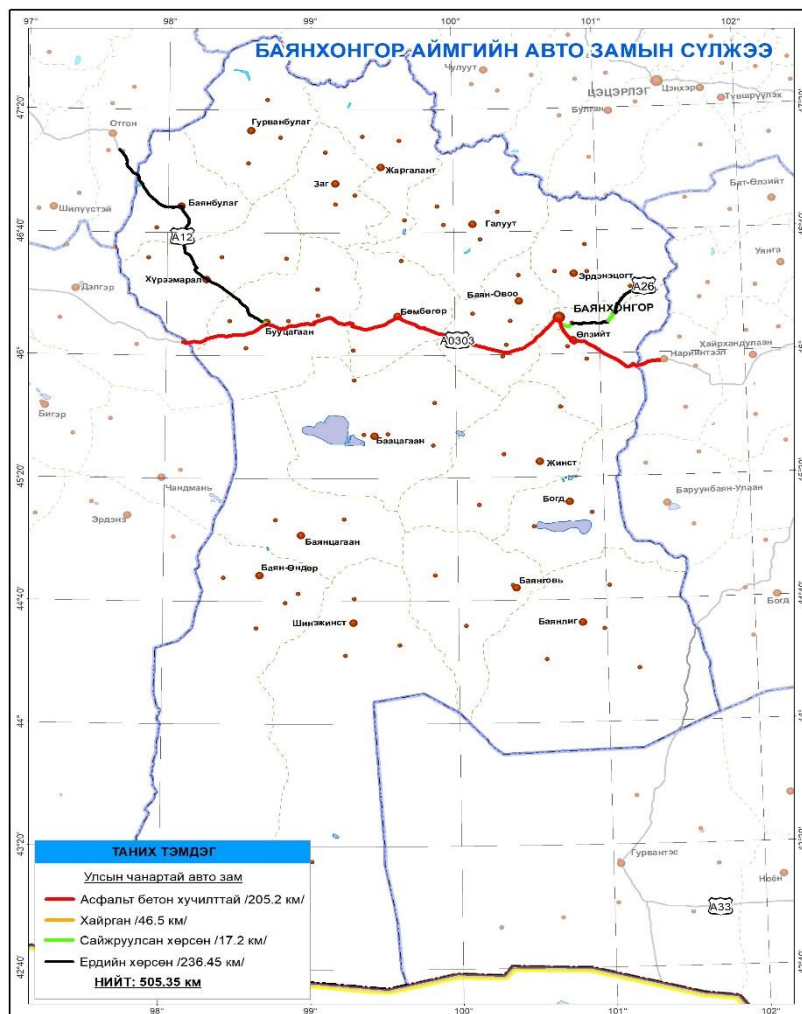 97° 98° 99° 100° 101° 102°
БАЯНХОНГОР АЙМГИЙН АВТО ЗАМЫН СҮЛЖЭЭ
Чулуут
ЦЭЦЭРЛЭГ
Цэнхэр
Түвшрүүлэх
Булган
47°20'
Отгон
Гурванбулаг
Жаргалант
Заг
Бат-Өлзийт
Шилүүстэй
Баянбулаг
Галуут
46°40'
A12
Уянга
Дэлгэр
Хүрээмарал
Эрдэнэцогт
A26
Баян-Овоо
БАЯНХОНГОР
Бөмбөгөр
Бууцагаан
Өлзийт
A0303
Хайрхандулаан
46°
Нарийнтээл
Бигэр
Баацагаан
Жинст
45°20'
Чандмань
Богд
Баруунбаян-Улаан
Эрдэнэ
Баянцагаан
Баян-Өндөр
Баянговь
44°40'
Богд
Шинэжинст
Баянлиг
44°
43°20'
Гурвантэс
Ноён
A33
ТАНИХ ТЭМДЭГ
Улсын чанартай авто зам
Асфальт бетон хучилттай /205.2 км/
Хайрган /46.5 км/
Сайжруулсан хөрсөн /17.2 км/
Ердийн хөрсөн /236.45 км/
НИЙТ: 505.35 км
42°40'
98° 99° 100° 101° 102°